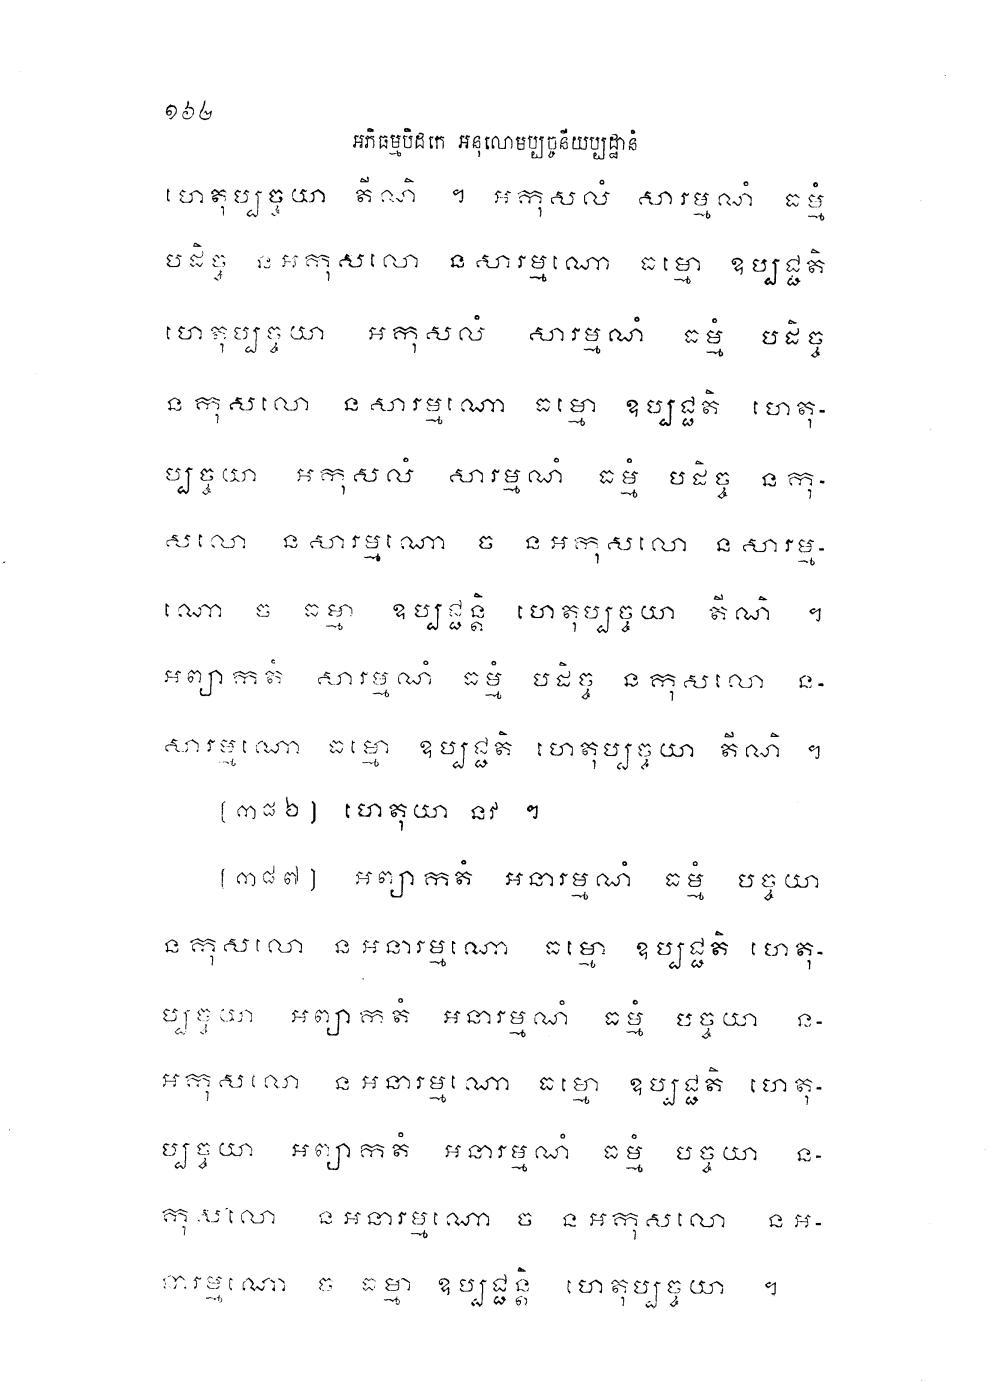 ១៦៤
អភិធម្មបិដកេ អនុលោមប្បច្ចនីយប្បដ្ឋានំ
ហេតុប្បច្ចយា តីណិ ។ អកុសលំ សារម្មណំ ធម្មំ
បដិច្ច នអកុសលោ នសារម្មណោ ធម្មោ ឧប្បជ្ជតិ
ហេតុប្បច្ចយា អកុសលំ សារម្មណំ ធម្មំ បដិច្ច
នកុសលោ នសារម្មណោ ធម្មោ ឧប្បជ្ជតិ ហេតុ-
ប្បច្ចយា អកុសលំ សារម្មណំ ធម្មំ បដិច្ច នកុ-
សលោ នសារម្មណោ ច នអកុសលោ នសារម្ម-
ណោ ច ធម្មា ឧប្បជ្ជន្តិ ហេតុប្បច្ចយា តីណិ ។
អព្យាកតំ សារម្មណំ ធម្មំ បដិច្ច នកុសលោ ន-
សារម្មណោ ធម្មោ ឧប្បជ្ជតិ ហេតុប្បច្ចយា តីណិ ។
[៣៨៦] ហេតុយា នវ ។
[៣៨៧] អព្យាកតំ អនារម្មណំ ធម្មំ បច្ចយា
នកុសលោ នអនារម្មណោ ធម្មោ ឧប្បជ្ជតិ ហេតុ-
ប្បច្ចយា អព្យាកតំ អនារម្មណំ ធម្មំ បច្ចយា ន-
អកុសលោ នអនារម្មណោ ធម្មោ ឧប្បជ្ជតិ ហេតុ-
ប្បច្ចយា អព្យាកតំ អនារម្មណំ ធម្មំ បច្ចយា ន-
កុសលោ នអនារម្មណោ ច នអកុសលោ នអ-
នារម្មណោ ច ធម្មា ឧប្បជ្ជន្តិ ហេតុប្បច្ចយា ។